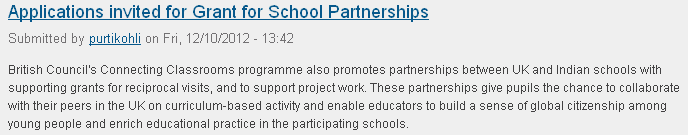 Applications invited for Grant for School Partnerships
Submitted by purtikohli on Fri, 12/10/2012 - 13:42
British Council's Connecting Classrooms programme also promotes partnerships between UK and Indian schools with
supporting grants for reciprocal visits, and to support project work. These partnerships give pupils the chance to collaborate
with their peers in the UK on curriculum-based activity and enable educators to build a sense of global citizenship among
young people and enrich educational practice in the participating schools.